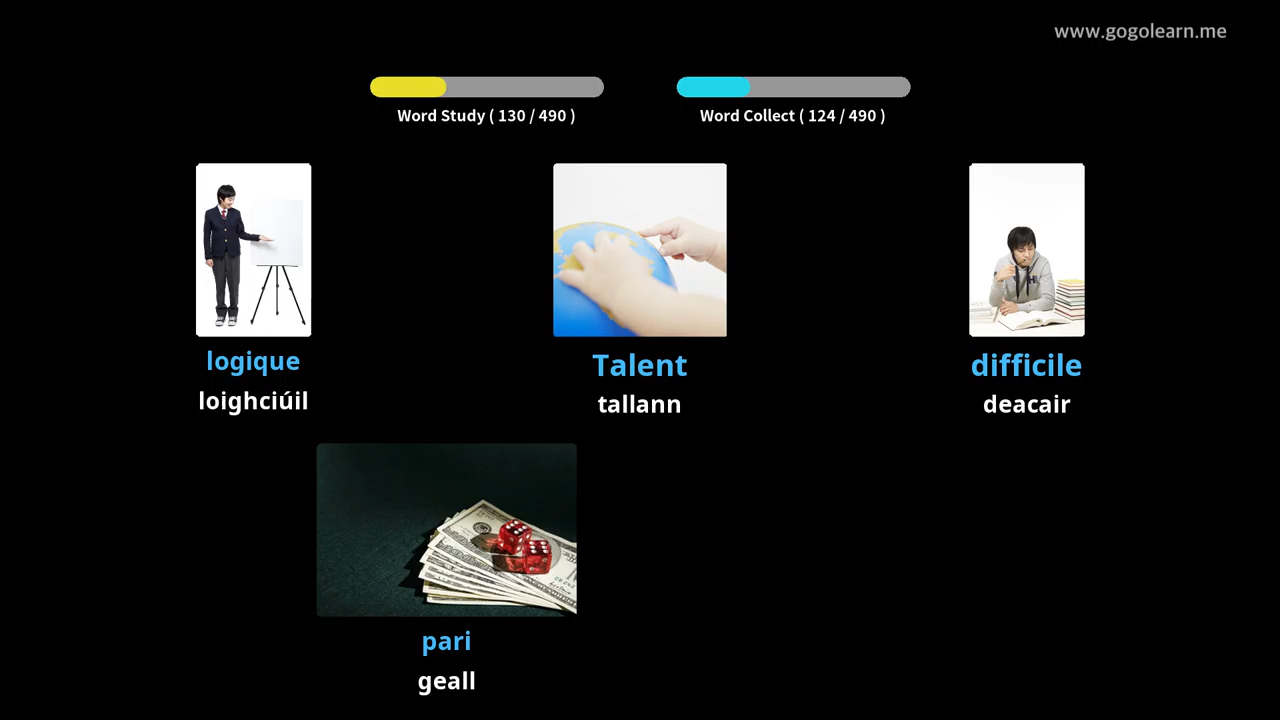 www.gogolearn.me
Word Study ( 130 / 490 )
Word Collect ( 124 / 490 )
logique
loighciúil
Talent
tallann
difficile
deacair
pari
geall